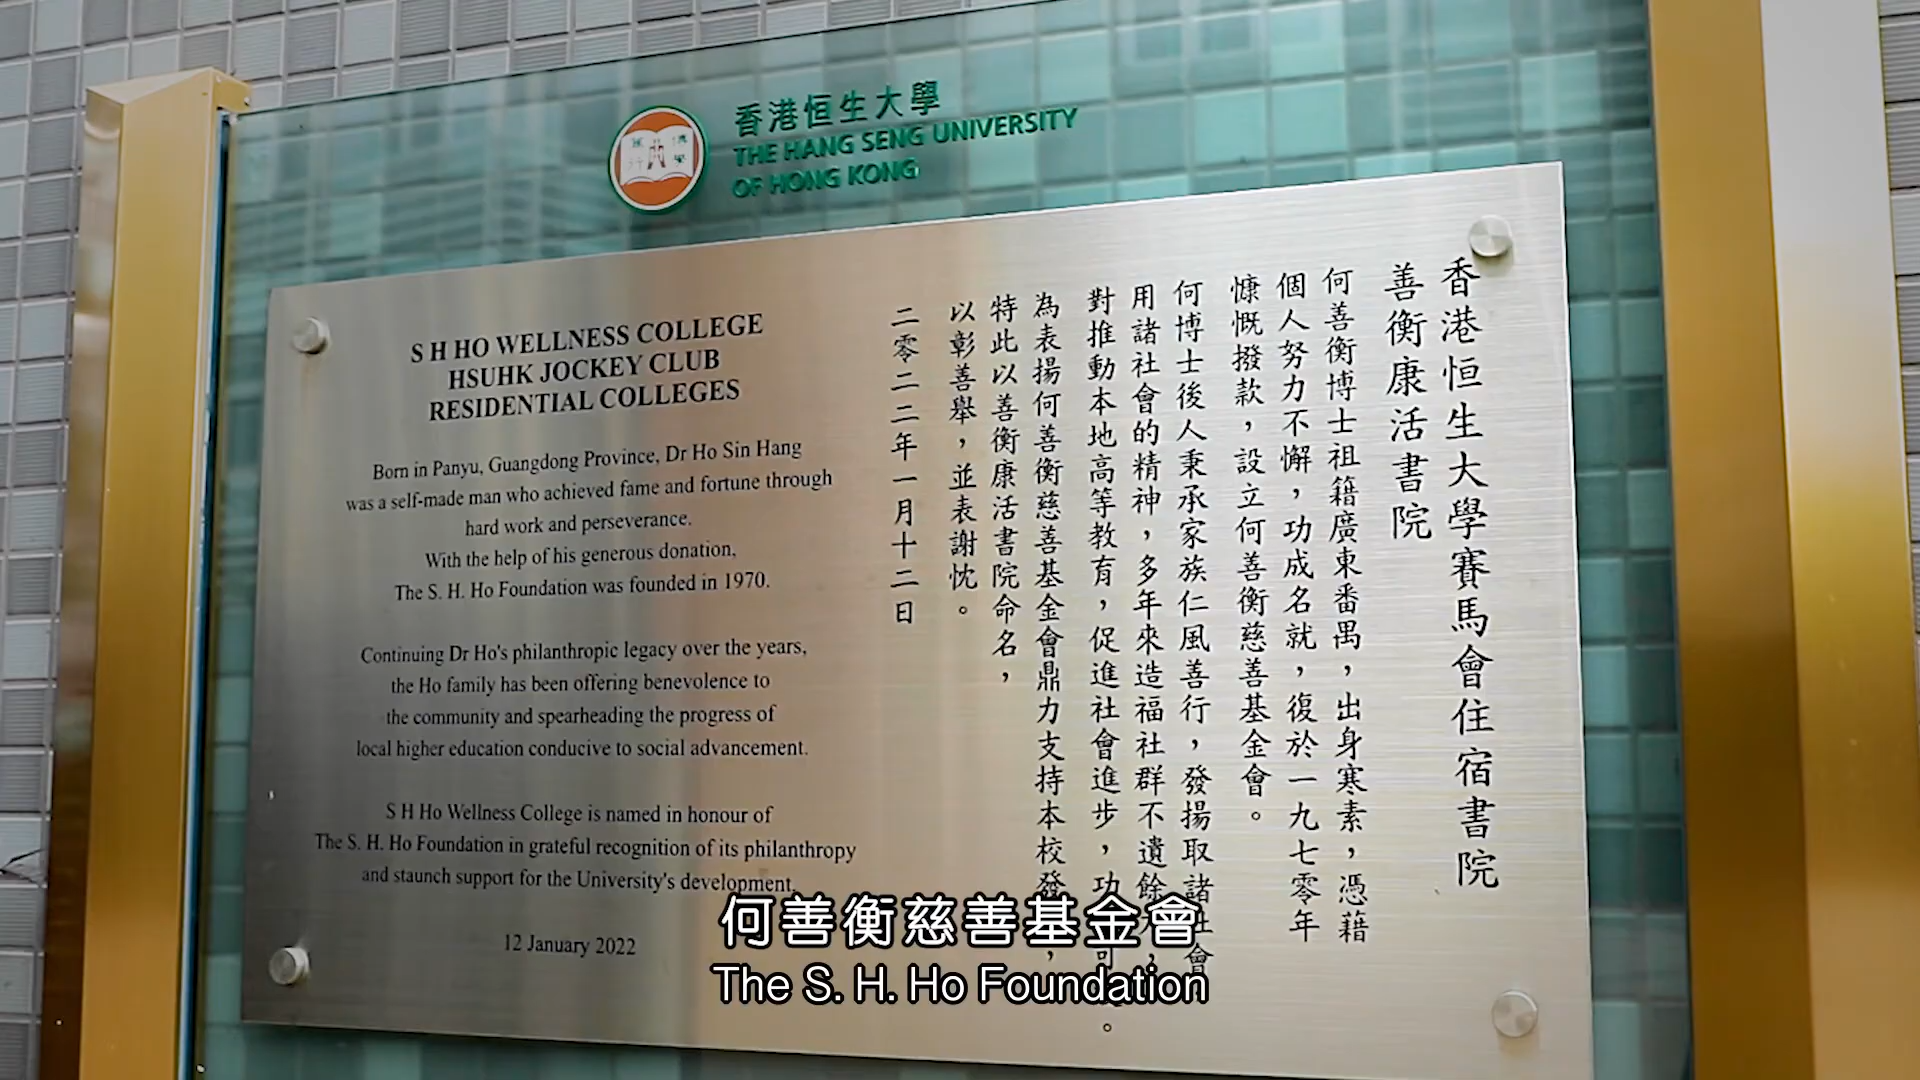 香港恒生大學
THE HANG SENG UNIVERSITY
OF HONG KONG
S H HO WELLNESS COLLEGE
HSUHK JOCKEY CLUB
RESIDENTIAL COLLEGES
Born in Panyu, Guangdong Province, Dr Ho Sin Hang
was a self-made man who achieved fame and fortune through
hard work and perseverance.
With the help of his generous donation,
The S. H. Ho Foundation was founded in 1970.
Continuing Dr Ho's philanthropic legacy over the years,
the Ho family has been offering benevolence to
the community and spearheading the progress of
local higher education conducive to social advancement.
S H Ho Wellness College is named in honour of
The S. H. Ho Foundation in grateful recognition of its philanthropy
and staunch support for the University's development.
12 January 2022
香港恒生大學賽馬會住宿書院
善衡康活書院
何善衡博士祖籍廣東番禺，出身寒素，憑藉
個人努力不懈，功成名就，復於一九七零年
慷慨撥款，設立何善衡慈善基金會。
何博士後人秉承家族仁風善行，發揚取諸社會
用諸社會的精神，多年來造福社群不遺餘力，
對推動本地高等教育，促進社會進步，功可。
為表揚何善衡慈善基金會鼎力支持本校發，
特此以善衡康活書院命名，
以彰善舉，並表謝忱。
二零二二年一月十二日
何善衡慈善基金會
The S. H. Ho Foundation